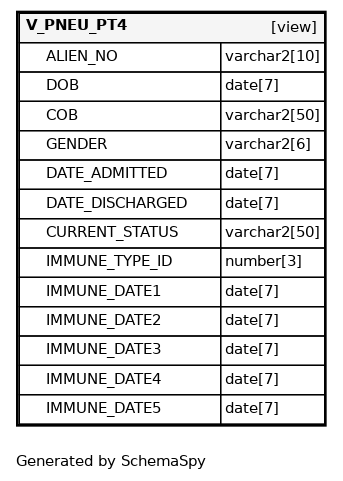 V_PNEU_PT4 [view]
ALIEN_NO varchar2[10]
DOB date[7]
COB varchar2[50]
GENDER varchar2[6]
DATE_ADMITTED date[7]
DATE_DISCHARGED date[7]
CURRENT_STATUS varchar2[50]
IMMUNE_TYPE_ID number[3]
IMMUNE_DATE1 date[7]
IMMUNE_DATE2 date[7]
IMMUNE_DATE3 date[7]
IMMUNE_DATE4 date[7]
IMMUNE_DATE5 date[7]
Generated by SchemaSpy